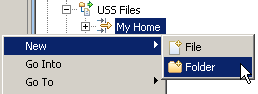 USS Files
My Home
New
File
Go Into
Folder
Go To